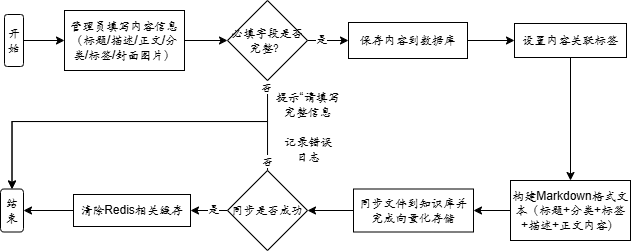 开
始
管理员填写内容信息
（标题/描述/正文/分
类/标签/封面图片）
必填字段是否
完整?
是
保存内容到数据库
设置内容关联标签
否
提示“请填写
完整信息
记录错误
日志
否
构建Markdown格式文
本（标题+分类+标签
+描述+正文内容）
同步文件到知识库并
完成向量化存储
同步是否成功
是
清除Redis相关缓存
结
束